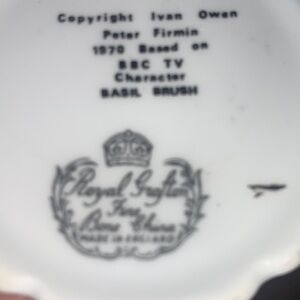 Copyright Ivan Owen
Peter Firmin
1970 Based on
BBC TV
Character
BASIL BRUSH
Royal Grafton
Fine
Bone China
MADE IN ENGLAND